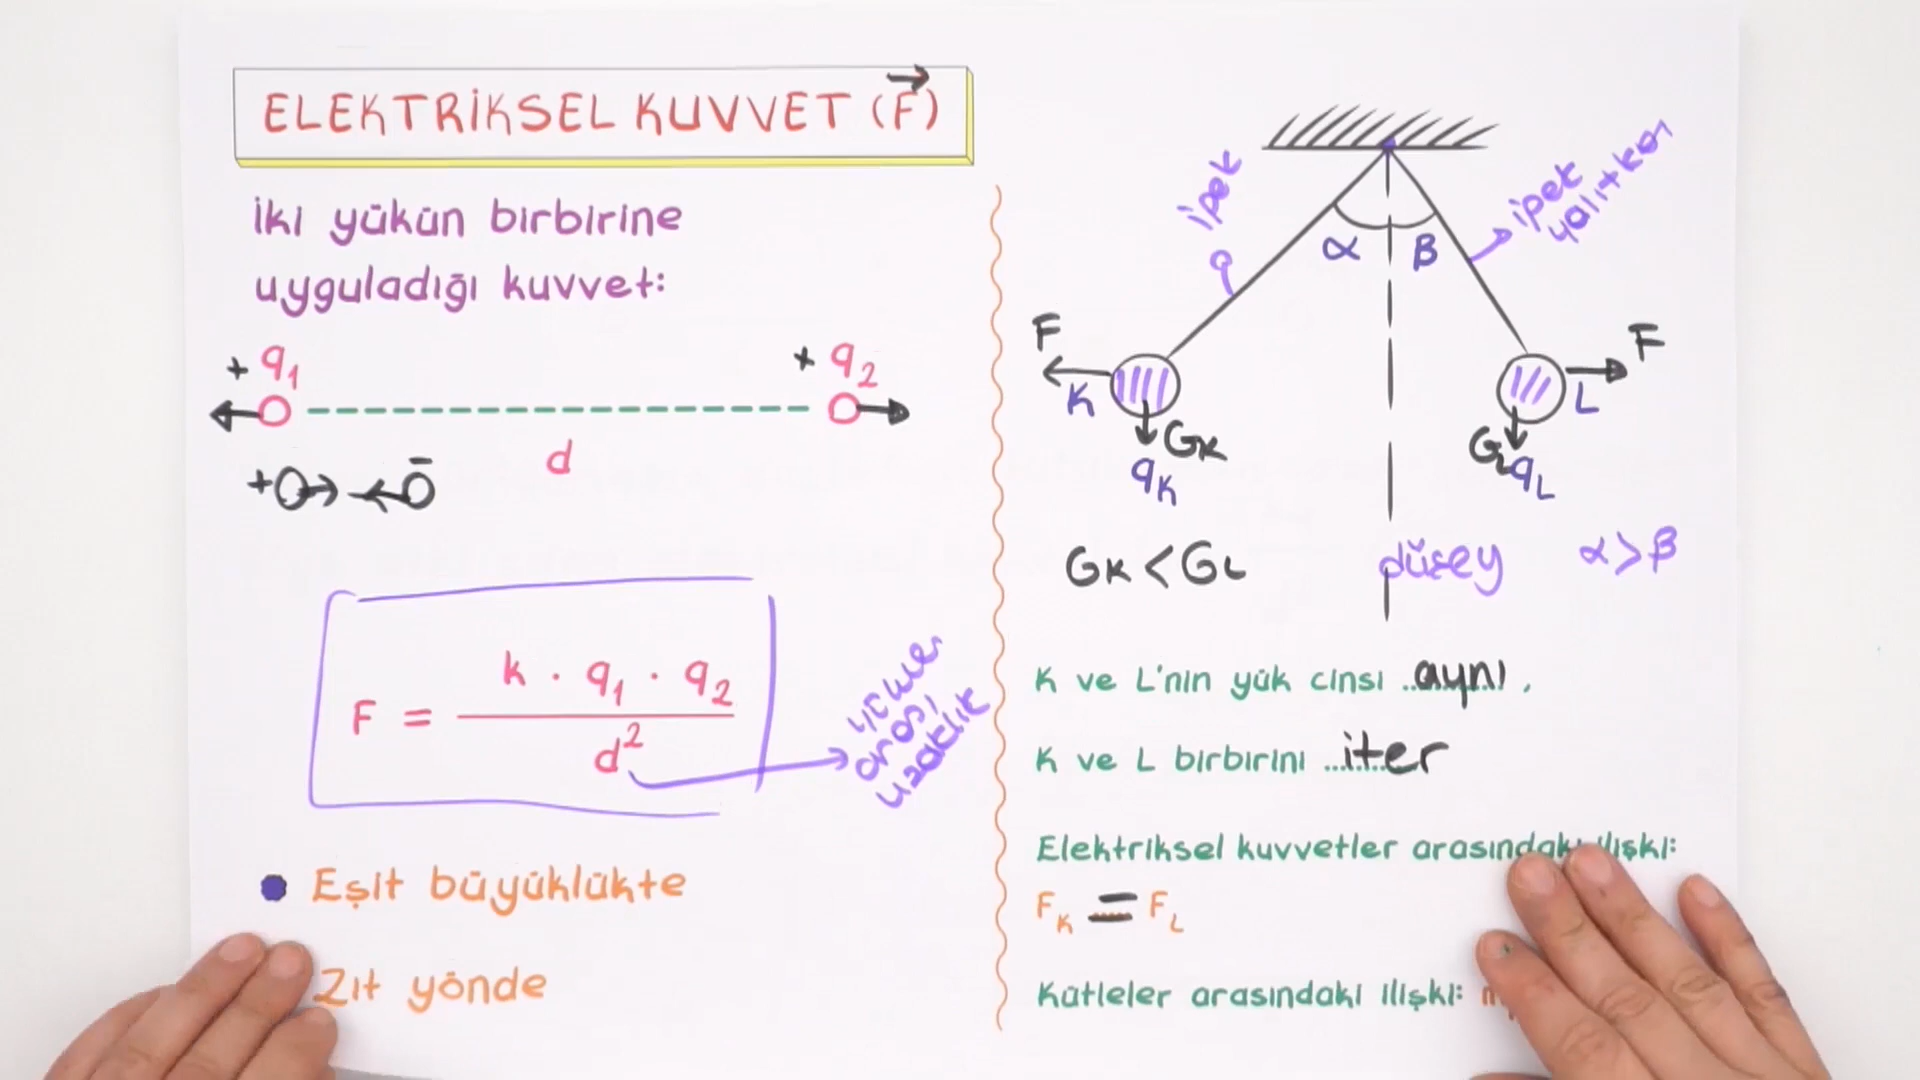 ELEKTRİKSEL KUVVET (F)
İki yükün birbirine
uyguladığı kuvvet:
+ q1
+ q2
d
+ -
F = k · q1 · q2
d2
yükler
arası
uzaklık
Eşit büyüklükte
Zıt yönde
ipek
ipek
yalıtkan
α β
F
F
K
L
GK
GL
qK
qL
GK < GL
düşey
α > β
K ve L'nin yük cinsi aynı.
K ve L birbirini iter
Elektriksel kuvvetler arasındaki ilişki:
FK = FL
Kütleler arasındaki ilişki: